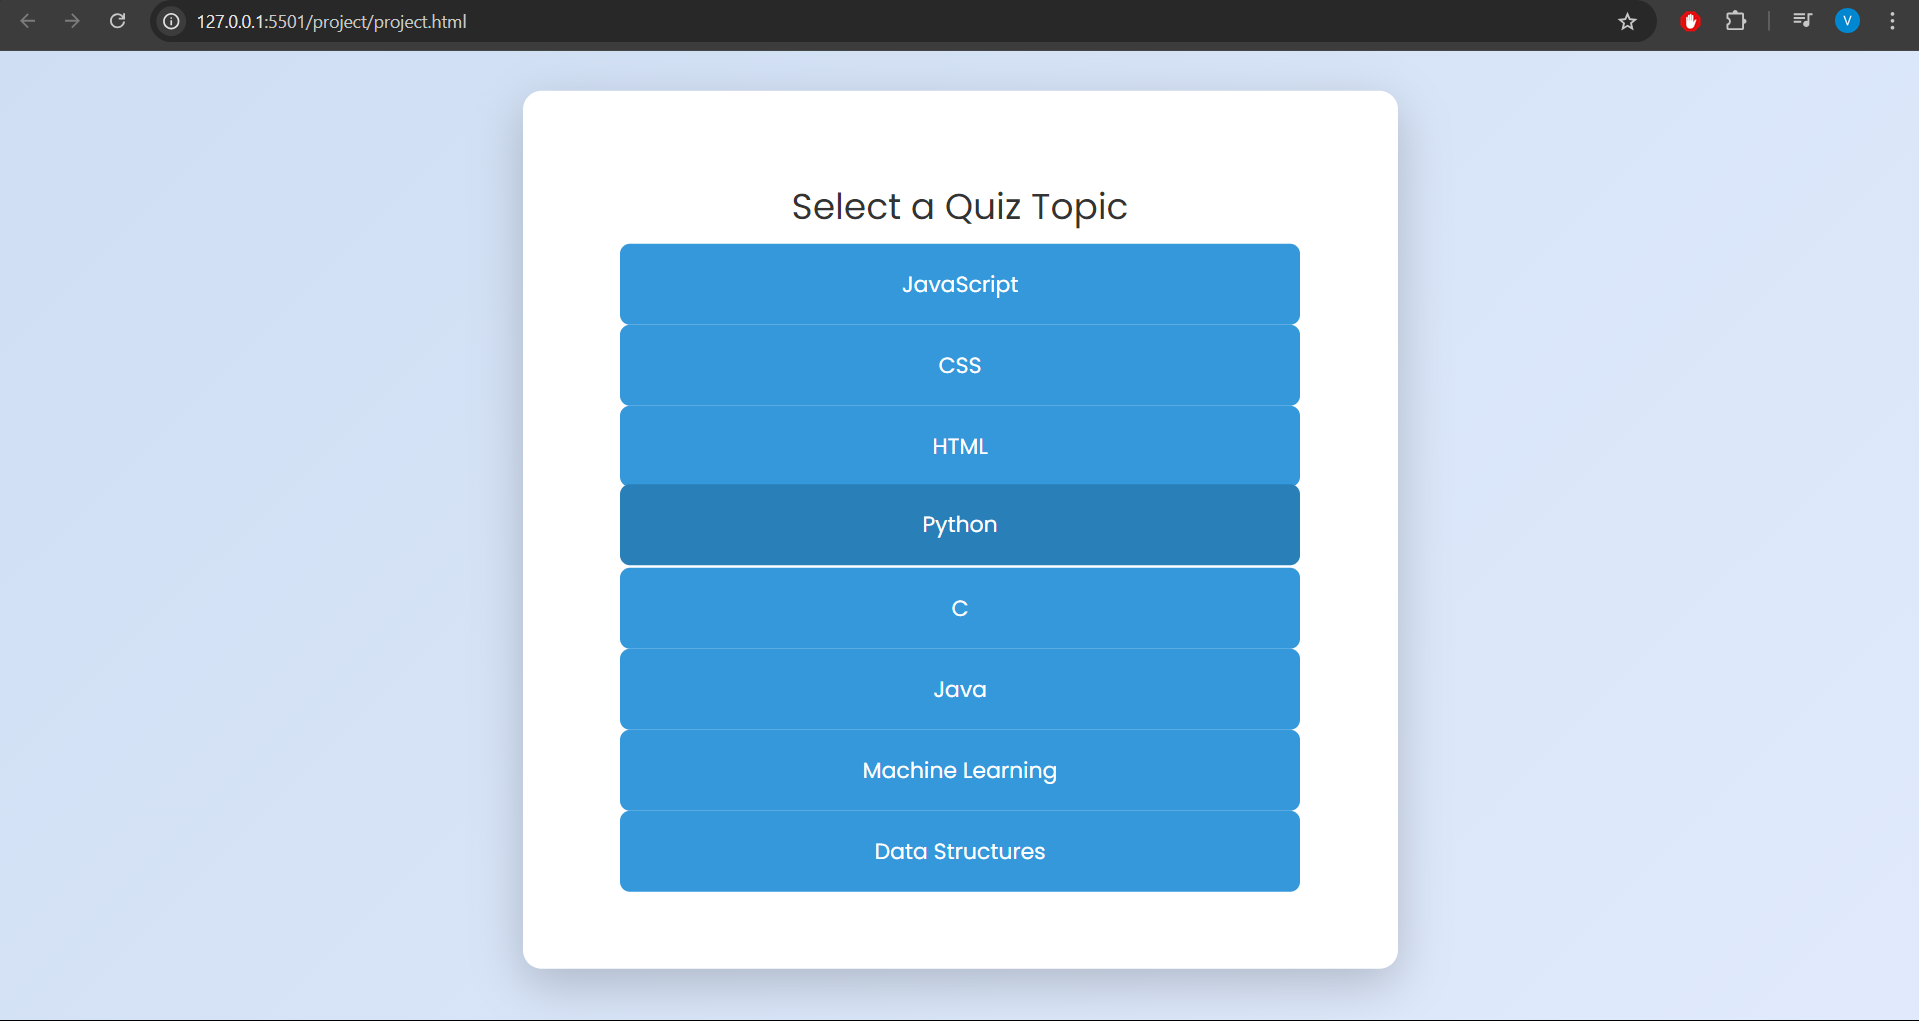 127.0.0.1:5501/project/project.html
V
Select a Quiz Topic
JavaScript
CSS
HTML
Python
C
Java
Machine Learning
Data Structures